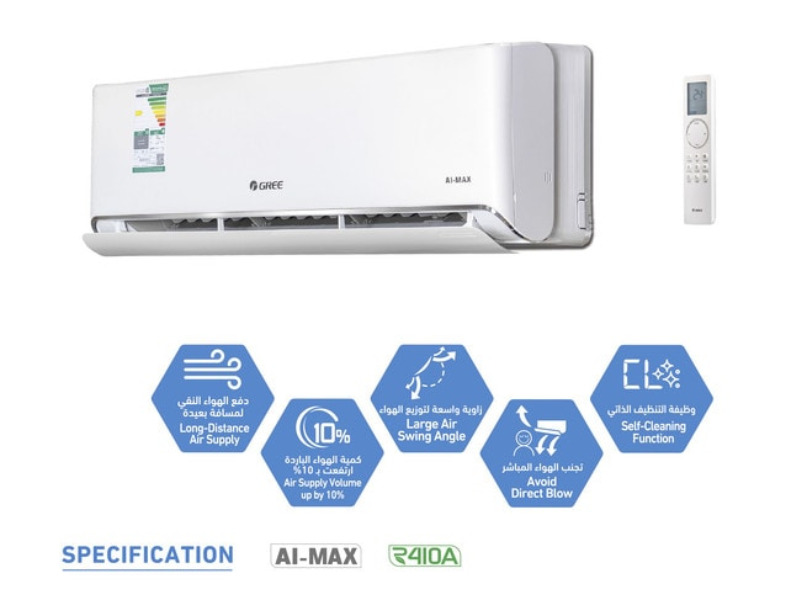 GREE
AI-MAX
دفع الهواء النقي
لمسافة بعيدة
Long-Distance
Air Supply
10%
كمية الهواء الباردة
ارتفعت بـ 10%
Air Supply Volume
up by 10%
زاوية واسعة لتوزيع الهواء
Large Air
Swing Angle
تجنب الهواء المباشر
Avoid
Direct Blow
CL
وظيفة التنظيف الذاتي
Self-Cleaning
Function
SPECIFICATION
AI-MAX
R410A